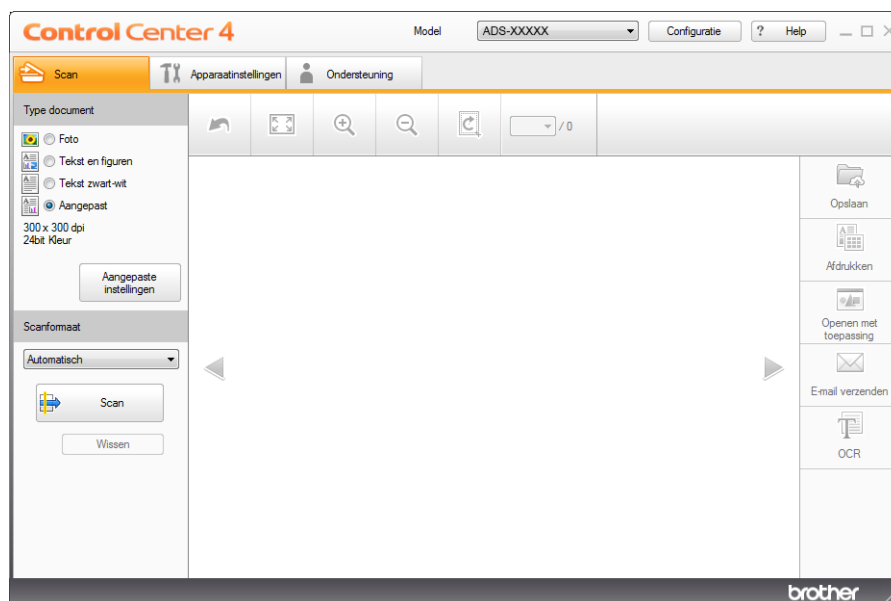 Control Center 4
Model
ADS-XXXXX
Configuratie
? Help
Scan
Apparaatinstellingen
Ondersteuning
Type document
Foto
Tekst en figuren
Tekst zwart-wit
Aangepast
300 x 300 dpi
24bit Kleur
Aangepaste
instellingen
Scanformaat
Automatisch
Scan
Wissen
/ 0
Opslaan
Afdrukken
Openen met
toepassing
E-mail verzenden
OCR
brother